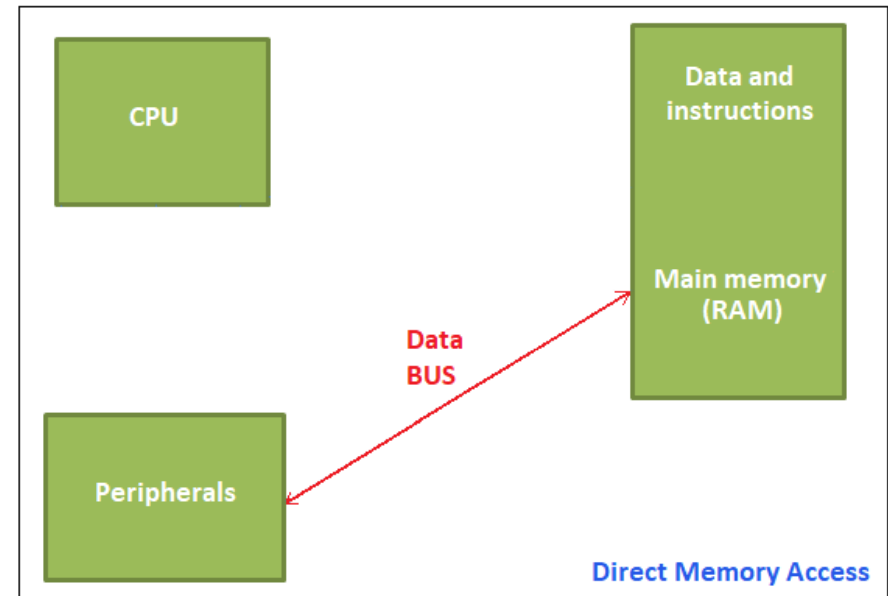 CPU
Data and
instructions
Main memory
(RAM)
Data
BUS
Peripherals
Direct Memory Access